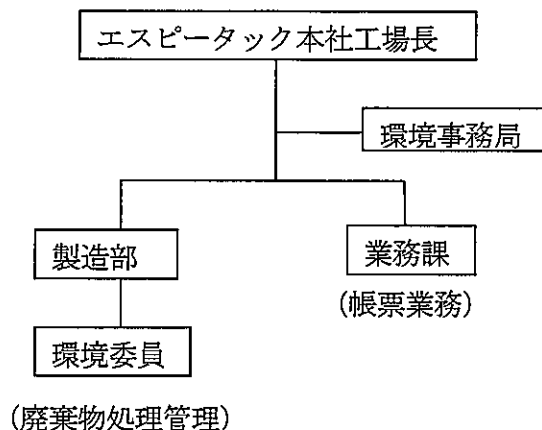 エスピータック本社工場長
環境事務局
製造部
業務課
(帳票業務)
環境委員
(廃棄物処理管理)